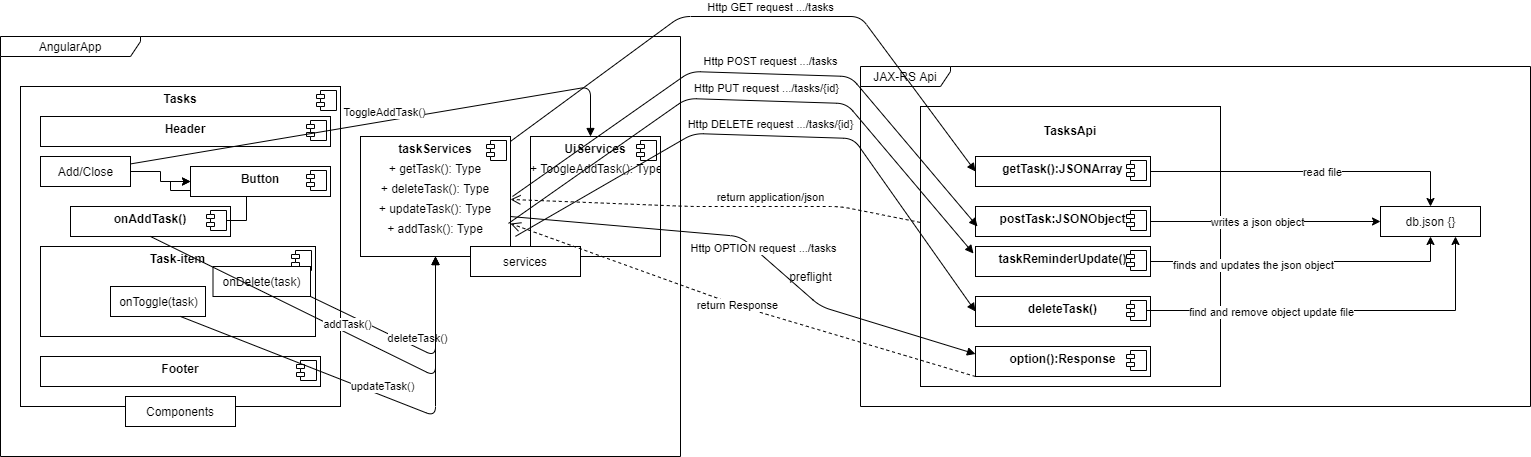 Http GET request .../tasks
AngularApp
Http POST request .../tasks
JAX-RS Api
Http PUT request .../tasks/{id}
Tasks
ToggleAddTask()
Http DELETE request .../tasks/{id}
Header
TasksApi
taskServices
UiServices
+ getTask(): Type
+ ToogleAddTask(): Type
+ deleteTask(): Type
+ updateTask(): Type
+ addTask(): Type
services
Add/Close
Button
onAddTask()
Task-item
onDelete(task)
onToggle(task)
addTask()
deleteTask()
Footer
updateTask()
Components
return application/json
Http OPTION request .../tasks
preflight
return Response
getTask():JSONArray
read file
postTask:JSONObject
writes a json object
db.json {}
taskReminderUpdate()
finds and updates the json object
deleteTask()
find and remove object update file
option():Response